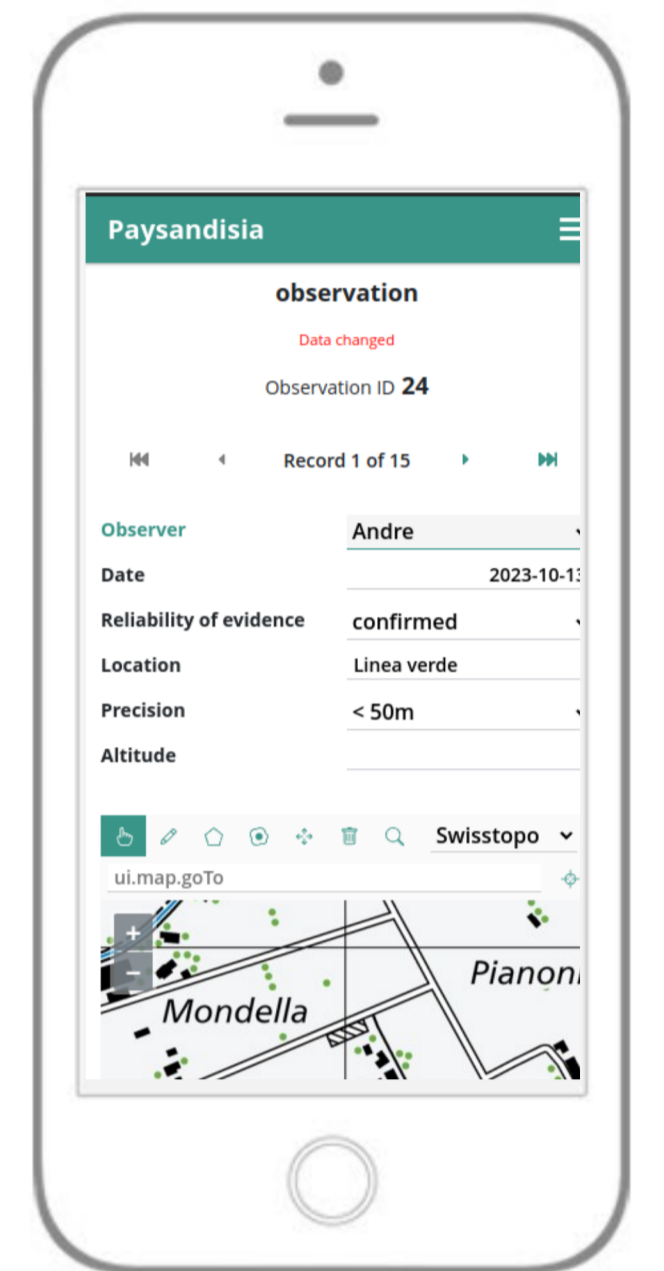 Paysandisia
observation
Data changed
Observation ID 24
Record 1 of 15
Observer Andre
Date 2023-10-13
Reliability of evidence confirmed
Location Linea verde
Precision < 50m
Altitude
Swisstopo
ui.map.goTo
+
Pianoni
−
Mondella